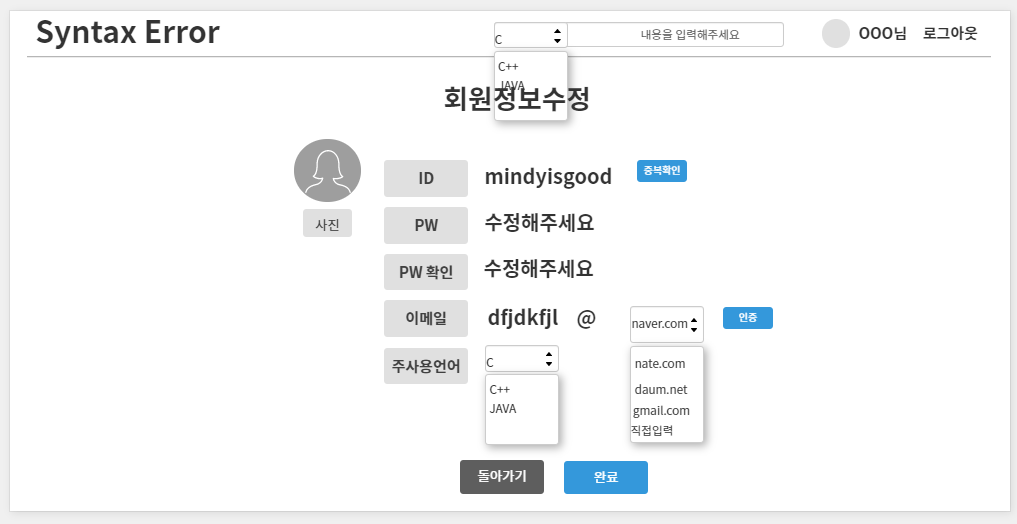 Syntax Error
C
내용을 입력해주세요
OOO님 로그아웃
C++
JAVA
회원정보수정
사진
ID
mindyisgood
중복확인
PW
수정해주세요
PW 확인
수정해주세요
이메일
dfjdkfjl @
naver.com
인증
nate.com
daum.net
gmail.com
직접입력
주사용언어
C
C++
JAVA
돌아가기
완료